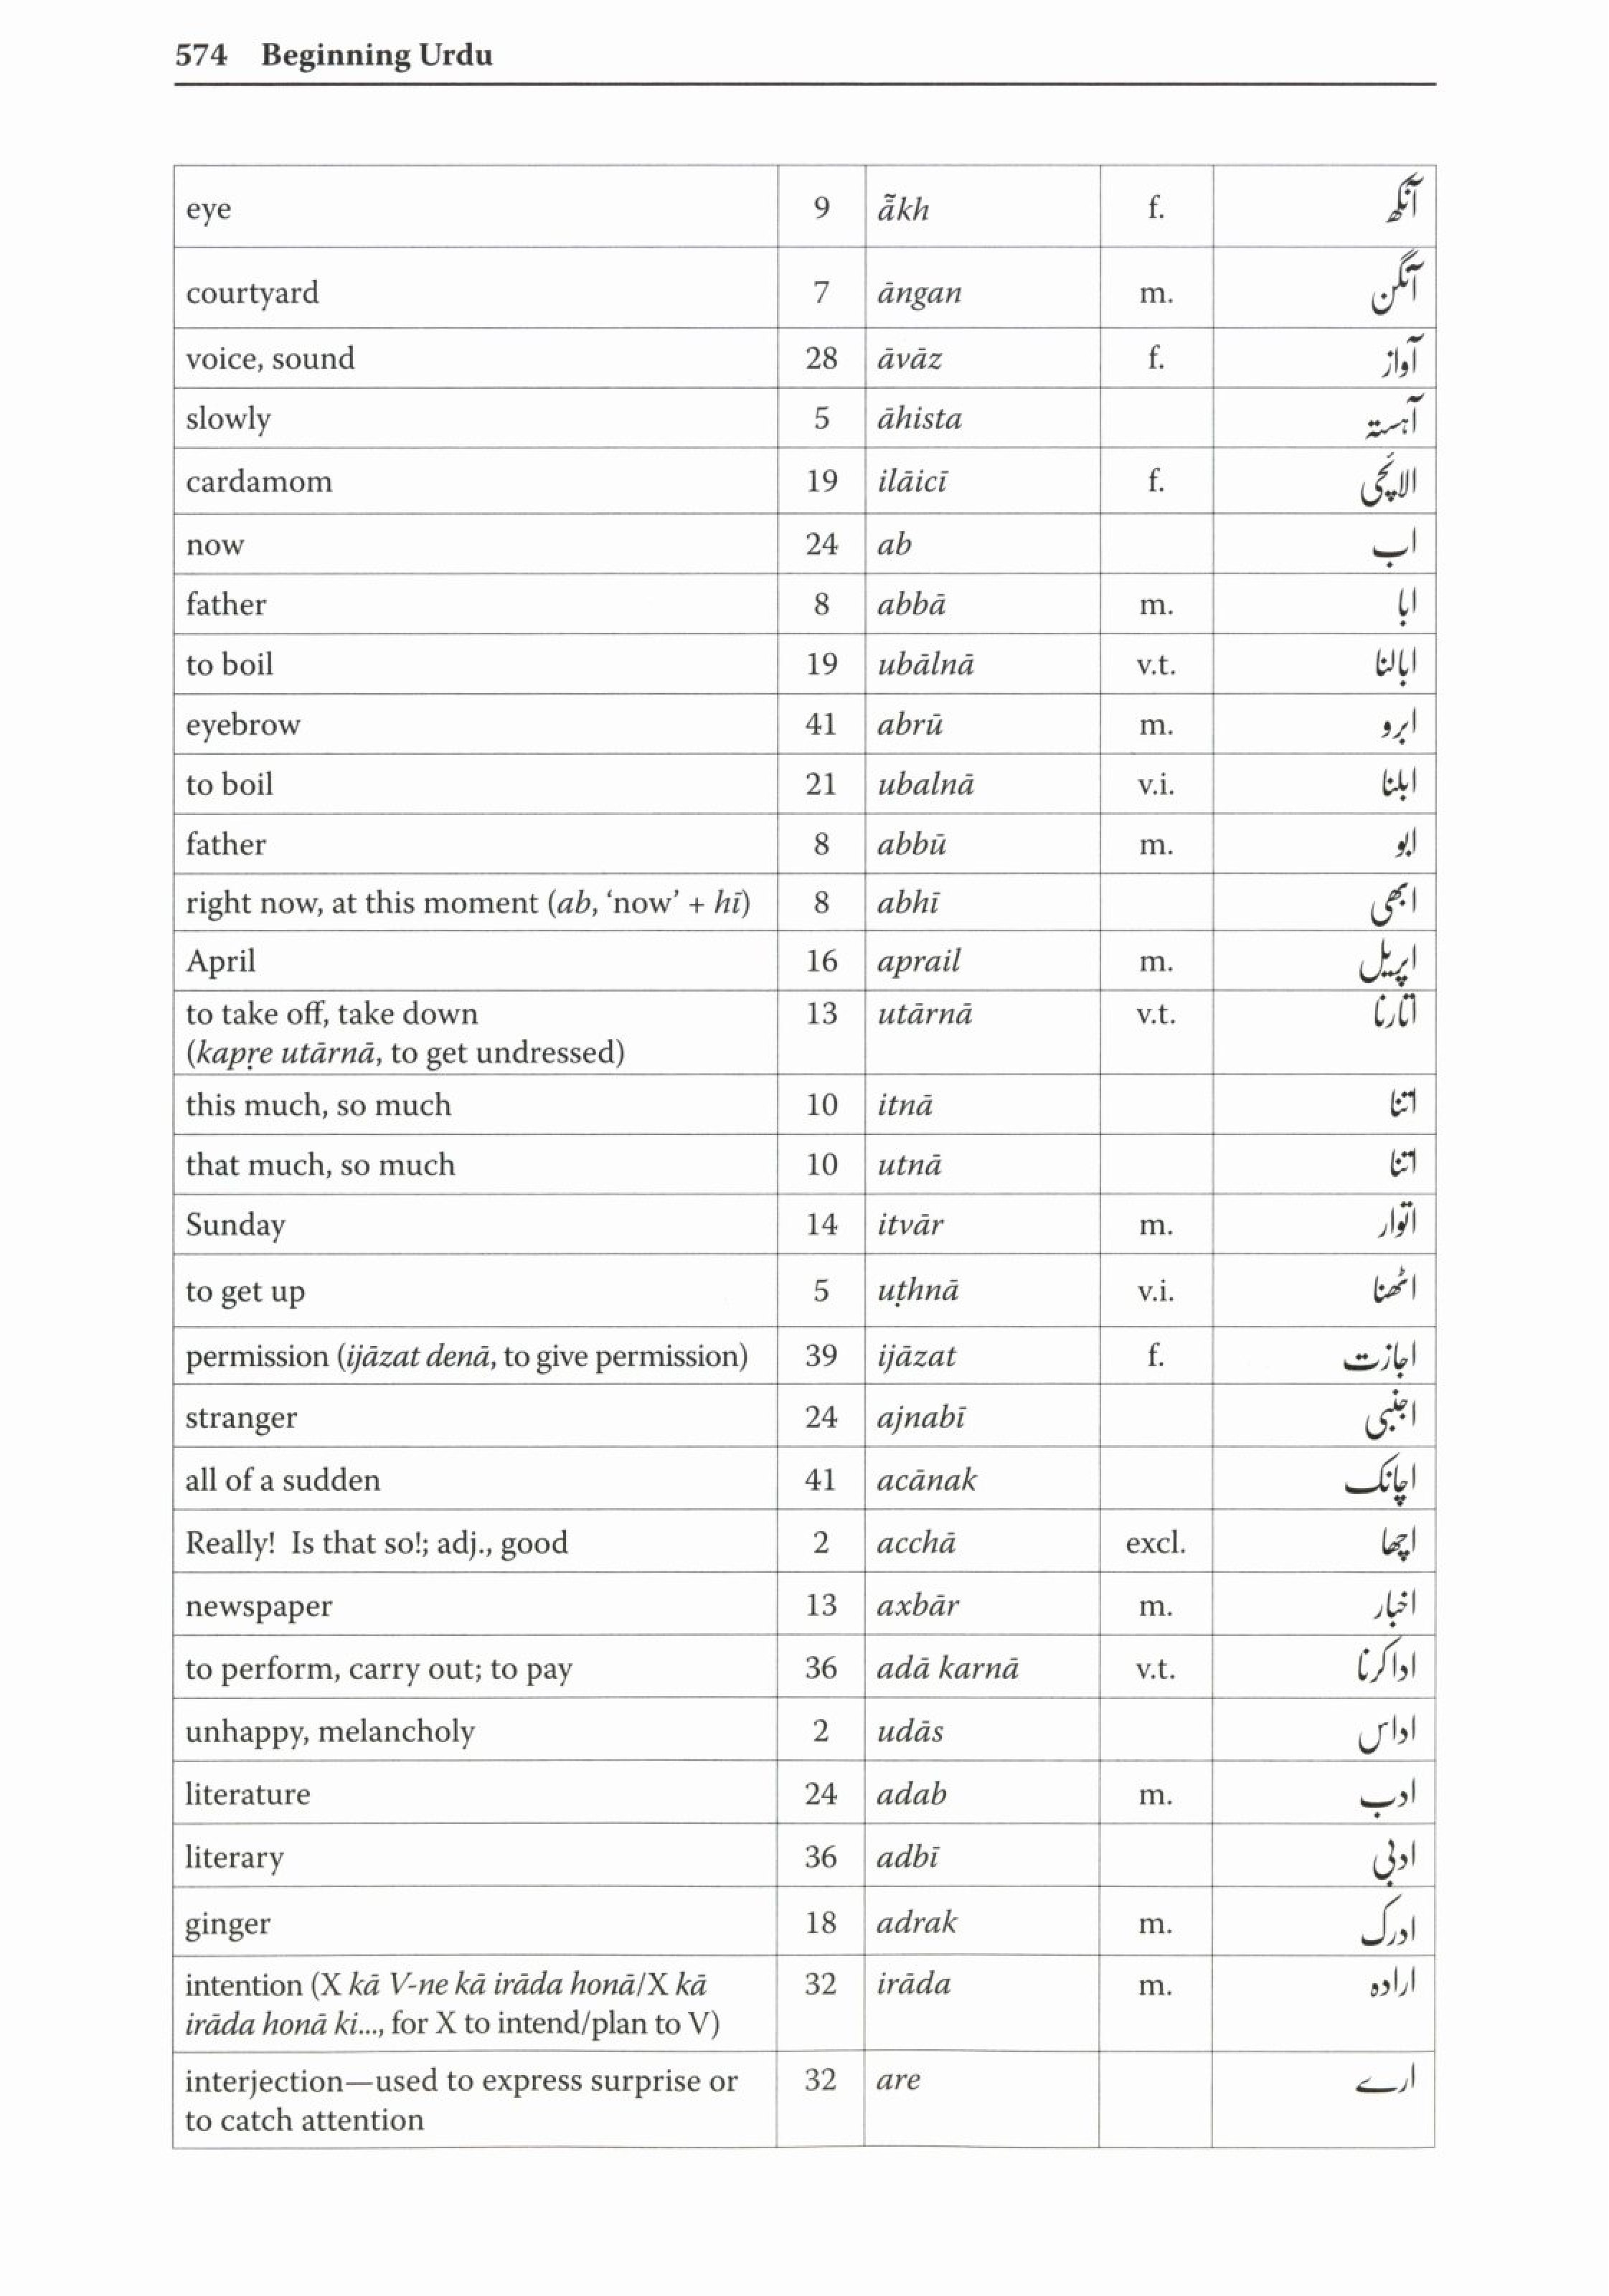 574 Beginning Urdu
eye 9 ā̃kh f. آنکھ
courtyard 7 āngan m. آنگن
voice, sound 28 āvāz f. آواز
slowly 5 āhista آہستہ
cardamom 19 ilāicī f. الائچی
now 24 ab اب
father 8 abbā m. ابا
to boil 19 ubālnā v.t. ابالنا
eyebrow 41 abrū m. ابرو
to boil 21 ubalnā v.i. ابلنا
father 8 abbū m. ابو
right now, at this moment (ab, ‘now’ + hī) 8 abhī ابھی
April 16 aprail m. اپریل
to take off, take down 13 utārnā v.t. اتارنا
(kapṛe utārnā, to get undressed)
this much, so much 10 itnā اتنا
that much, so much 10 utnā اتنا
Sunday 14 itvār m. اتوار
to get up 5 uṭhnā v.i. اٹھنا
permission (ijāzat denā, to give permission) 39 ijāzat f. اجازت
stranger 24 ajnabī اجنبی
all of a sudden 41 acānak اچانک
Really! Is that so!; adj., good 2 acchā excl. اچھا
newspaper 13 axbār m. اخبار
to perform, carry out; to pay 36 adā karnā v.t. ادا کرنا
unhappy, melancholy 2 udās اداس
literature 24 adab m. ادب
literary 36 adbī ادبی
ginger 18 adrak m. ادرک
intention (X kā V-ne kā irāda honā/X kā 32 irāda m. ارادہ
irāda honā ki..., for X to intend/plan to V)
interjection—used to express surprise or 32 are ارے
to catch attention